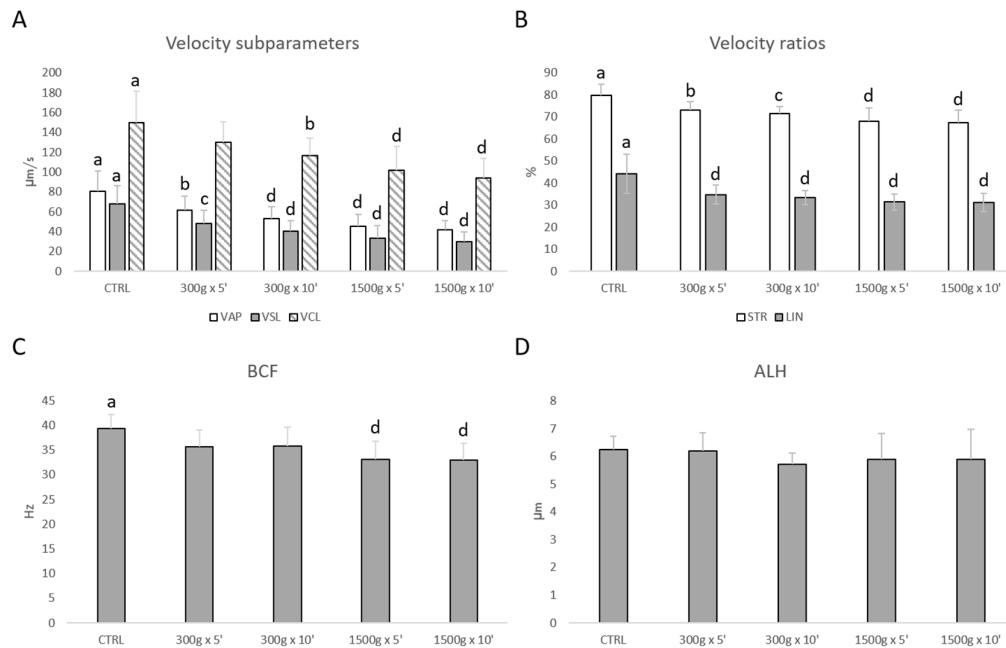 A
Velocity subparameters
µm/s
200
180
160
140
120
100
80
60
40
20
0
a a a
b c
d d b
d d d
d d d
CTRL 300g x 5' 300g x 10' 1500g x 5' 1500g x 10'
VAP VSL VCL
B
Velocity ratios
%
90
80
70
60
50
40
30
20
10
0
a a
b d
c d
d d
d d
CTRL 300g x 5' 300g x 10' 1500g x 5' 1500g x 10'
STR LIN
C
BCF
Hz
45
40
35
30
25
20
15
10
5
0
a d d
CTRL 300g x 5' 300g x 10' 1500g x 5' 1500g x 10'
D
ALH
µm
8
7
6
5
4
3
2
1
0
CTRL 300g x 5' 300g x 10' 1500g x 5' 1500g x 10'